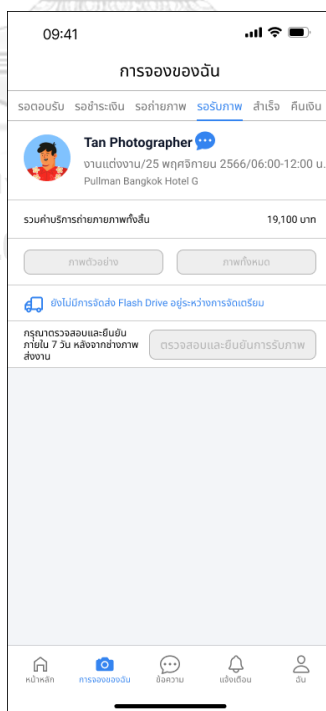 09:41
การจองของฉัน
รอตอบรับ รอชำระเงิน รอถ่ายภาพ รอรับภาพ สำเร็จ คืนเงิน
Tan Photographer
งานแต่งงาน/25 พฤศจิกายน 2566/06:00-12:00 น.
Pullman Bangkok Hotel G
รวมค่าบริการถ่ายภายภาพทั้งสิ้น 19,100 บาท
ภาพตัวอย่าง ภาพทั้งหมด
ยังไม่มีการจัดส่ง Flash Drive อยู่ระหว่างการจัดเตรียม
กรุณาตรวจสอบและยืนยัน
ภายใน 7 วัน หลังจากช่างภาพ
ส่งงาน
ตรวจสอบและยืนยันการรับภาพ
หน้าหลัก การจองของฉัน ข้อความ แจ้งเตือน ฉัน